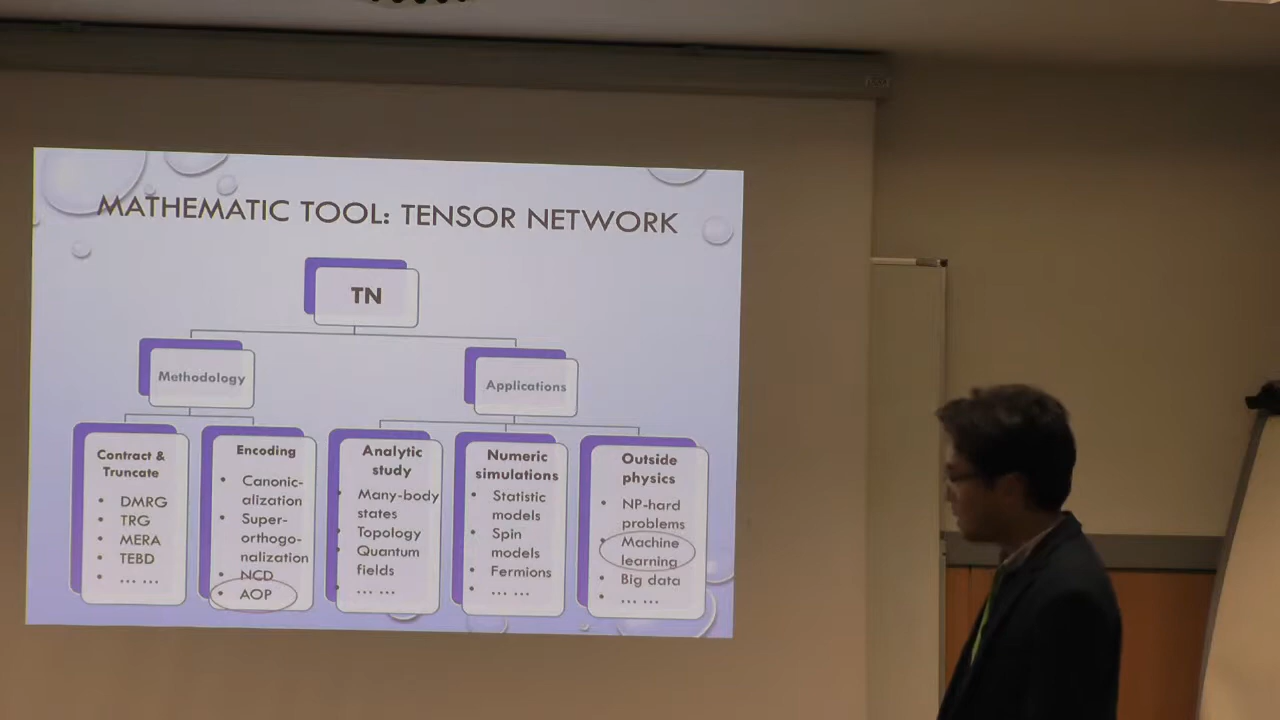 MATHEMATIC TOOL: TENSOR NETWORK
TN
Methodology
Applications
Contract &
Truncate
• DMRG
• TRG
• MERA
• TEBD
• ... ...
Encoding
• Canonic-
alization
• Super-
orthogo-
nalization
• NCD
• AOP
Analytic
study
• Many-body
states
• Topology
• Quantum
fields
• ... ...
Numeric
simulations
• Statistic
models
• Spin
models
• Fermions
• ... ...
Outside
physics
• NP-hard
problems
• Machine
learning
• Big data
• ... ...